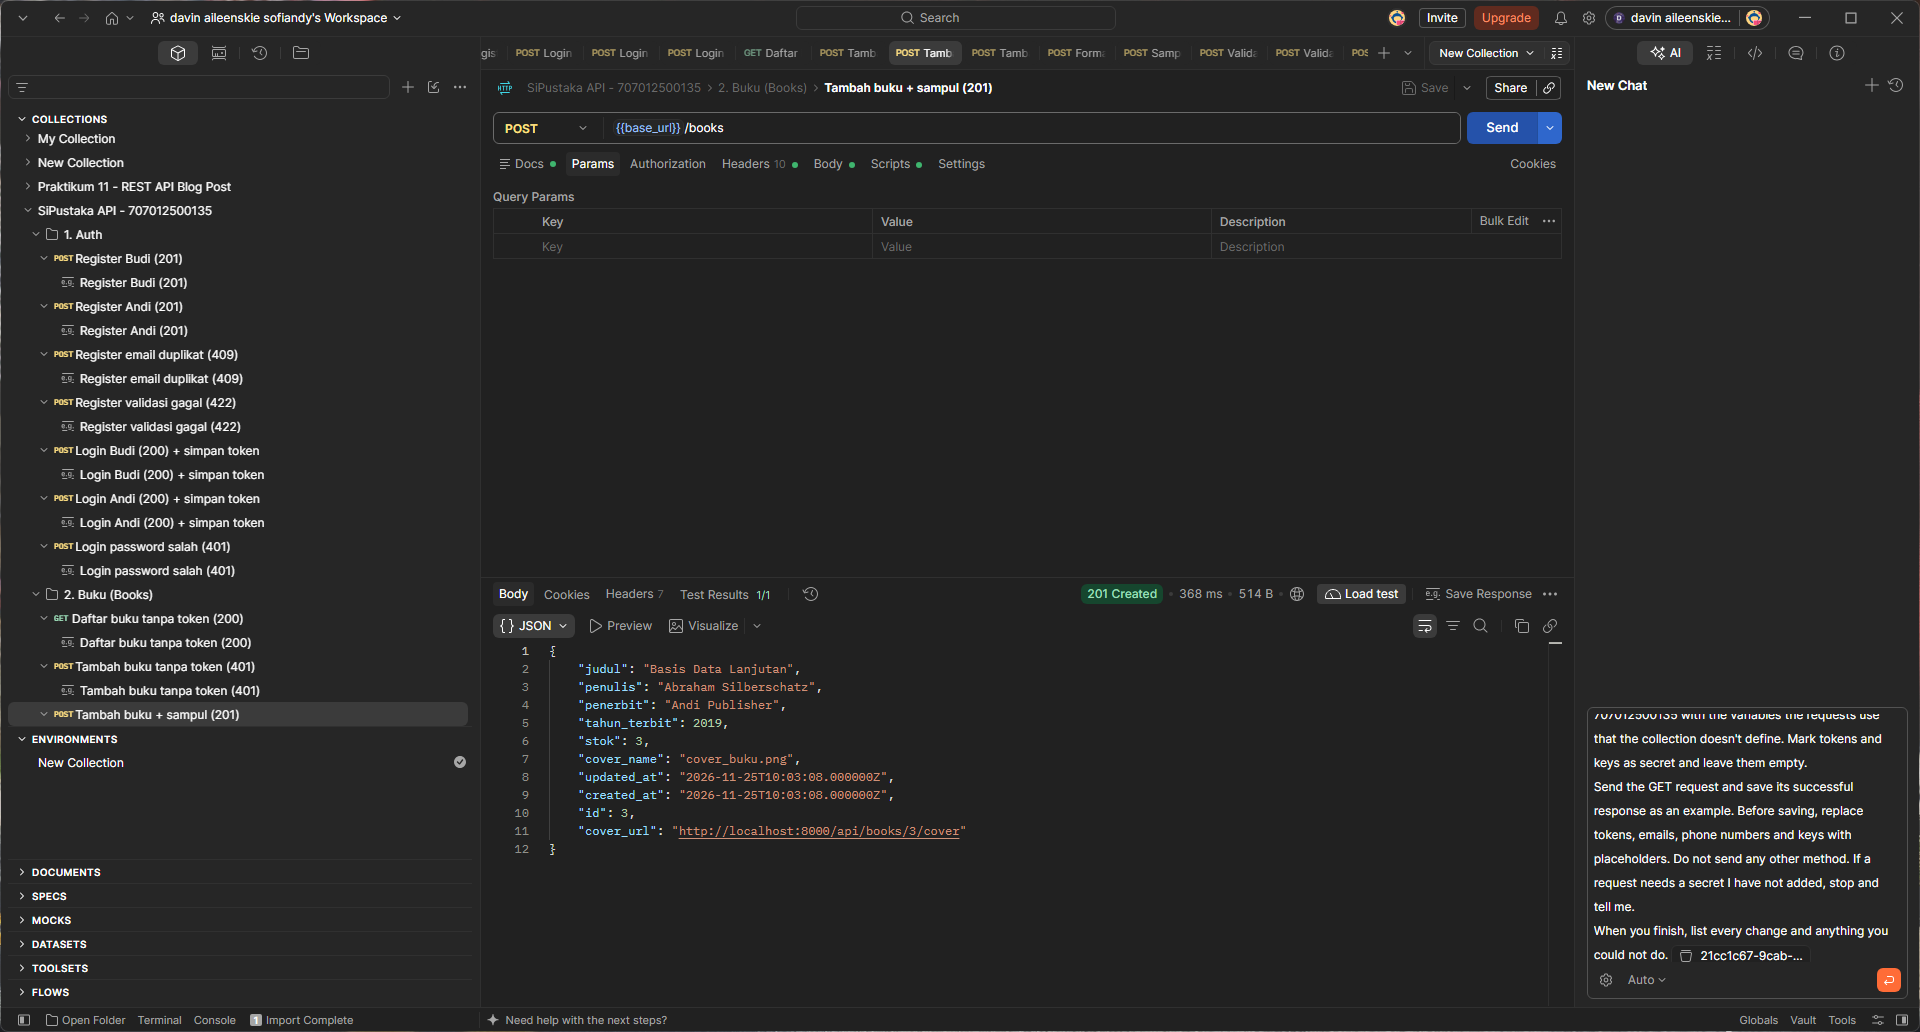 davin aileenskie sofiandy's Workspace
Search
Invite
Upgrade
D
davin aileenskie...
POST Login
POST Login
POST Login
GET Daftar
POST Tamb
POST Tamb
POST Tamb
POST Form
POST Samp
POST Valid
POST Valid
New Collection
AI
SiPustaka API - 707012500135 > 2. Buku (Books) > Tambah buku + sampul (201)
Save
Share
New Chat
COLLECTIONS
My Collection
New Collection
Praktikum 11 - REST API Blog Post
SiPustaka API - 707012500135
1. Auth
POST Register Budi (201)
e.g. Register Budi (201)
POST Register Andi (201)
e.g. Register Andi (201)
POST Register email duplikat (409)
e.g. Register email duplikat (409)
POST Register validasi gagal (422)
e.g. Register validasi gagal (422)
POST Login Budi (200) + simpan token
e.g. Login Budi (200) + simpan token
POST Login Andi (200) + simpan token
e.g. Login Andi (200) + simpan token
POST Login password salah (401)
e.g. Login password salah (401)
2. Buku (Books)
GET Daftar buku tanpa token (200)
e.g. Daftar buku tanpa token (200)
POST Tambah buku tanpa token (401)
e.g. Tambah buku tanpa token (401)
POST Tambah buku + sampul (201)
ENVIRONMENTS
New Collection
DOCUMENTS
SPECS
MOCKS
DATASETS
TOOLSETS
FLOWS
HTTP
POST
{{base_url}} /books
Send
Docs
Params
Authorization
Headers 10
Body
Scripts
Settings
Cookies
Query Params
Key Value Description Bulk Edit
Key Value Description
Body
Cookies
Headers 7
Test Results 1/1
201 Created
368 ms
514 B
Load test
e.g. Save Response
{} JSON
Preview
Visualize
1 {
2 "judul": "Basis Data Lanjutan",
3 "penulis": "Abraham Silberschatz",
4 "penerbit": "Andi Publisher",
5 "tahun_terbit": 2019,
6 "stok": 3,
7 "cover_name": "cover_buku.png",
8 "updated_at": "2026-11-25T10:03:08.000000Z",
9 "created_at": "2026-11-25T10:03:08.000000Z",
10 "id": 3,
11 "cover_url": "http://localhost:8000/api/books/3/cover"
12 }
707012500135 with the variables the requests use
that the collection doesn't define. Mark tokens and
keys as secret and leave them empty.
Send the GET request and save its successful
response as an example. Before saving, replace
tokens, emails, phone numbers and keys with
placeholders. Do not send any other method. If a
request needs a secret I have not added, stop and
tell me.
When you finish, list every change and anything you
could not do. 21cc1c67-9cab-...
Auto
Open Folder
Terminal
Console
1 Import Complete
Need help with the next steps?
Globals
Vault
Tools